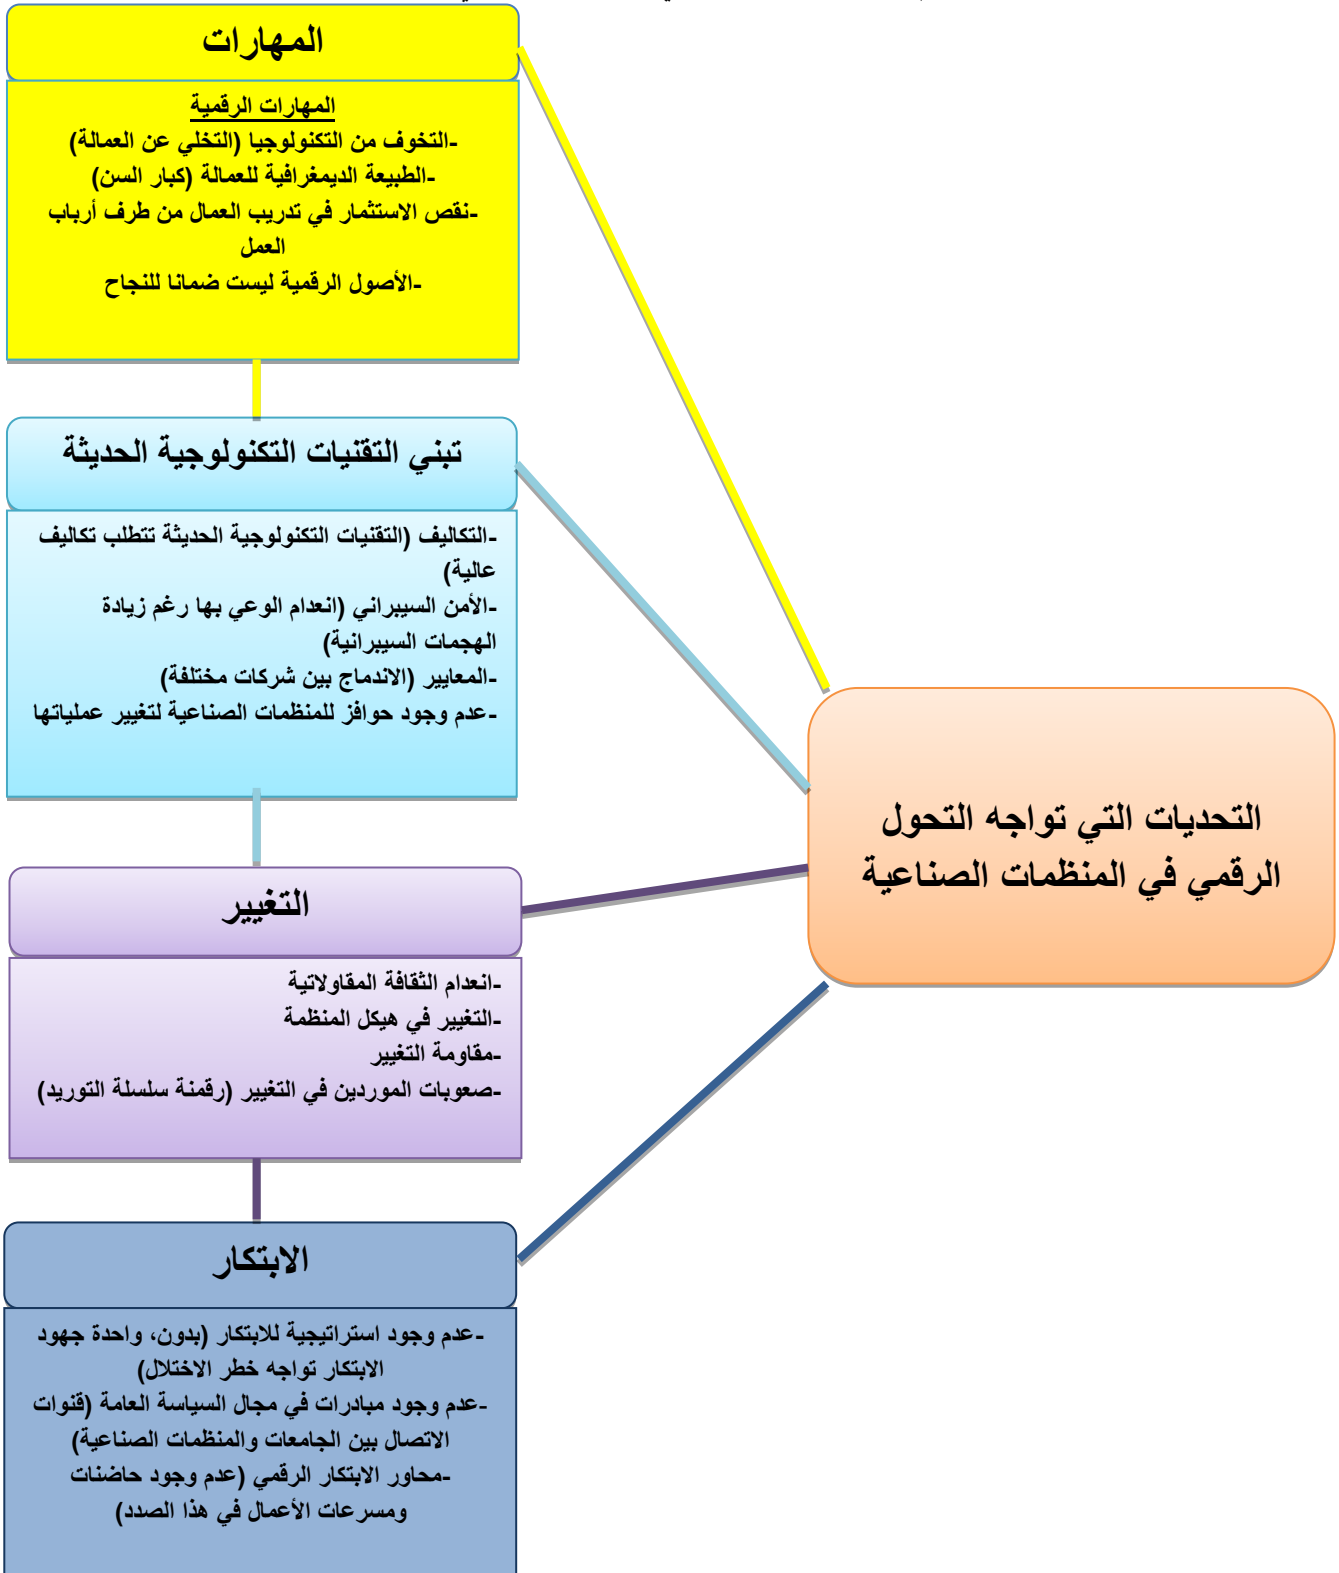 المهارات
المهارات الرقمية
-التخوف من التكنولوجيا (التخلي عن العمالة)
-الطبيعة الديمغرافية للعمالة (كبار السن)
-نقص الاستثمار في تدريب العمال من طرف أرباب
العمل
-الأصول الرقمية ليست ضمانا للنجاح
تبني التقنيات التكنولوجية الحديثة
-التكاليف (التقنيات التكنولوجية الحديثة تتطلب تكاليف
عالية)
-الأمن السيبراني (انعدام الوعي بها رغم زيادة
الهجمات السيبرانية)
-المعايير (الاندماج بين شركات مختلفة)
-عدم وجود حوافز للمنظمات الصناعية لتغيير عملياتها
التحديات التي تواجه التحول
الرقمي في المنظمات الصناعية
التغيير
-انعدام الثقافة المقاولاتية
-التغيير في هيكل المنظمة
-مقاومة التغيير
-صعوبات الموردين في التغيير (رقمنة سلسلة التوريد)
الابتكار
-عدم وجود استراتيجية للابتكار (بدون، واحدة جهود
الابتكار تواجه خطر الاختلال)
-عدم وجود مبادرات في مجال السياسة العامة (قنوات
الاتصال بين الجامعات والمنظمات الصناعية)
-محاور الابتكار الرقمي (عدم وجود حاضنات
ومسرعات الأعمال في هذا الصدد)